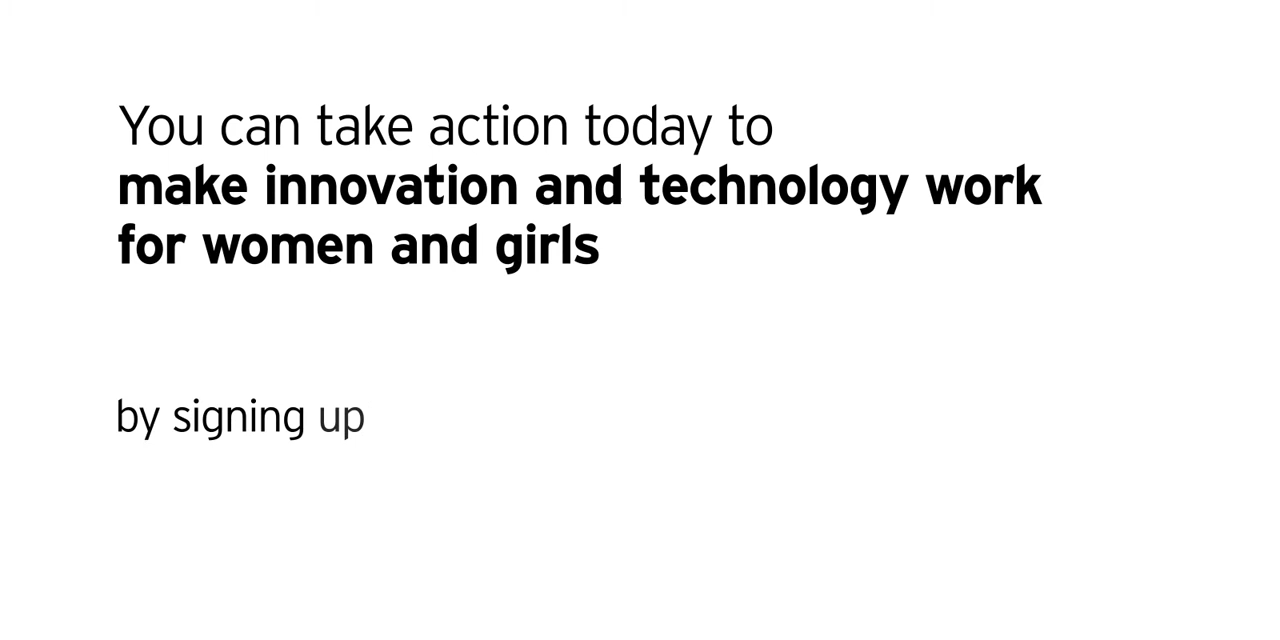 You can take action today to
make innovation and technology work
for women and girls
by signing up